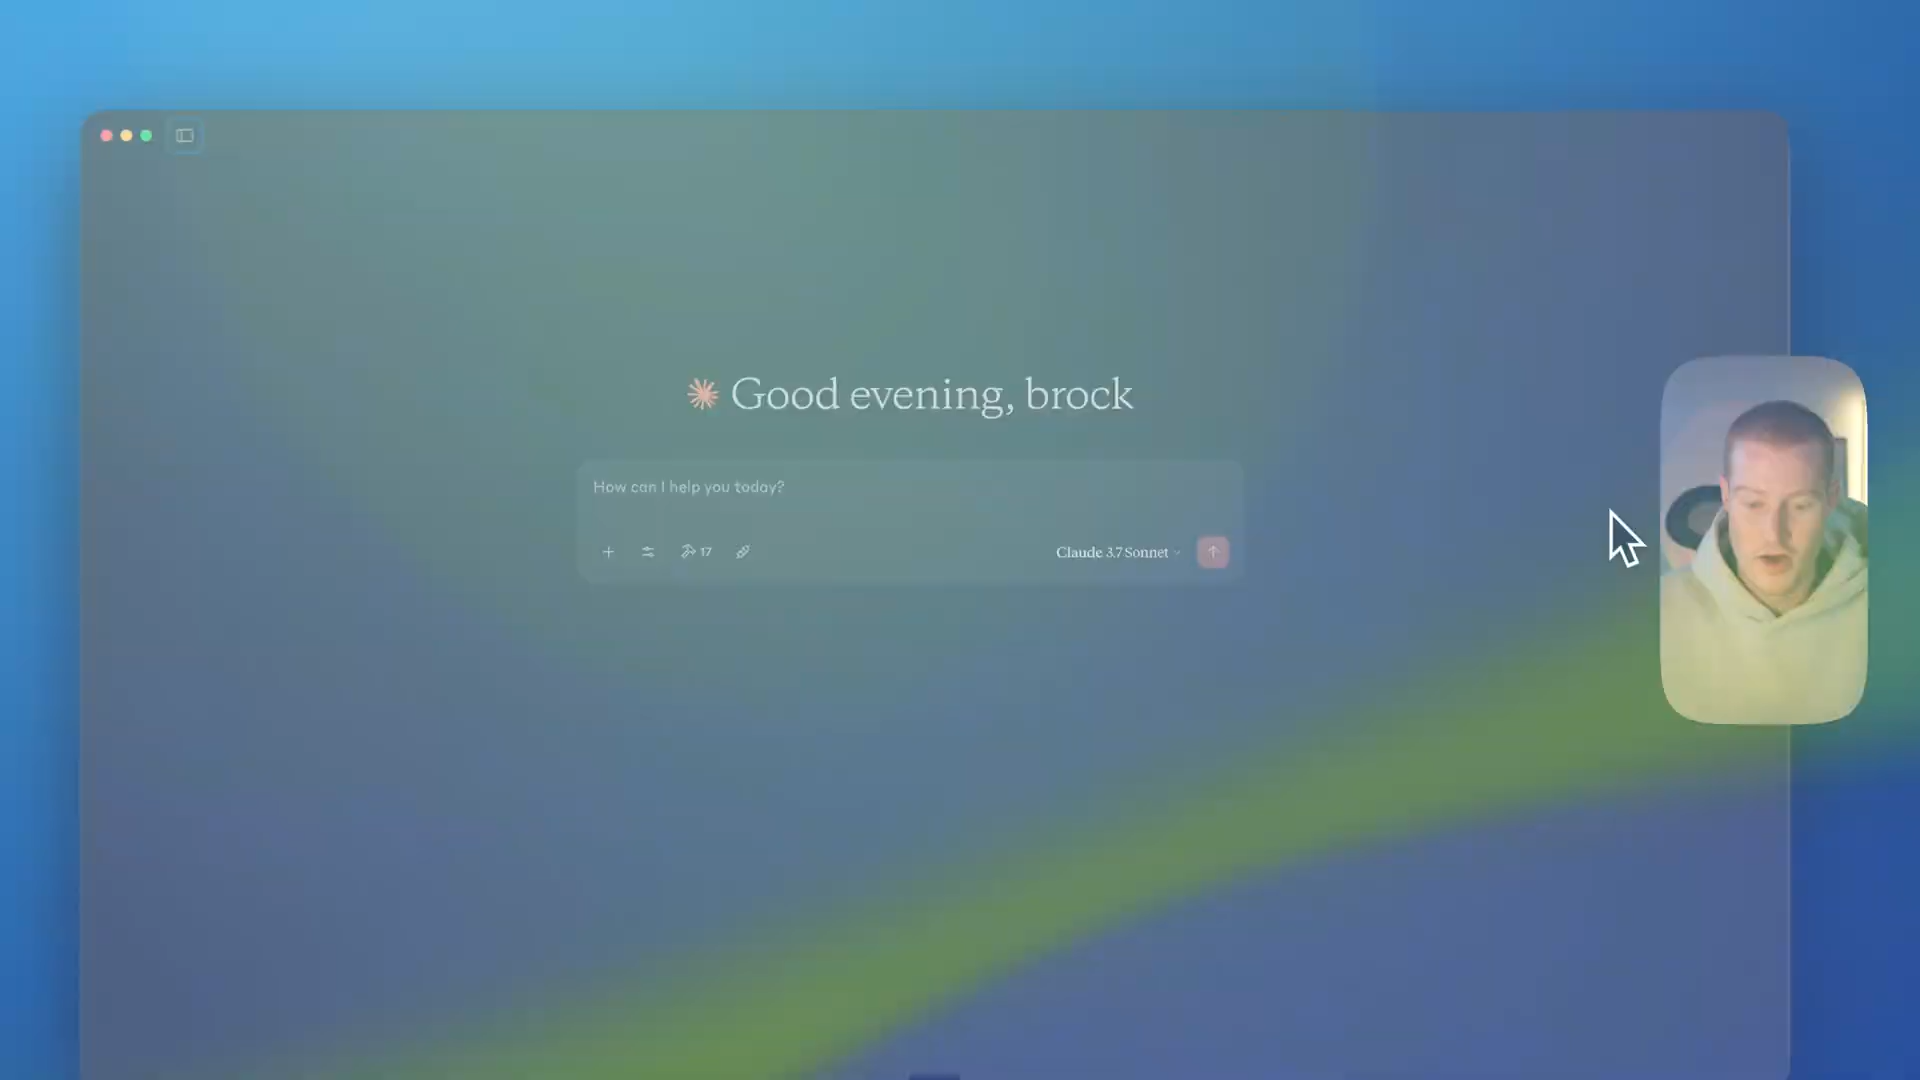 Good evening, brock
How can I help you today?
17
Claude 3.7 Sonnet